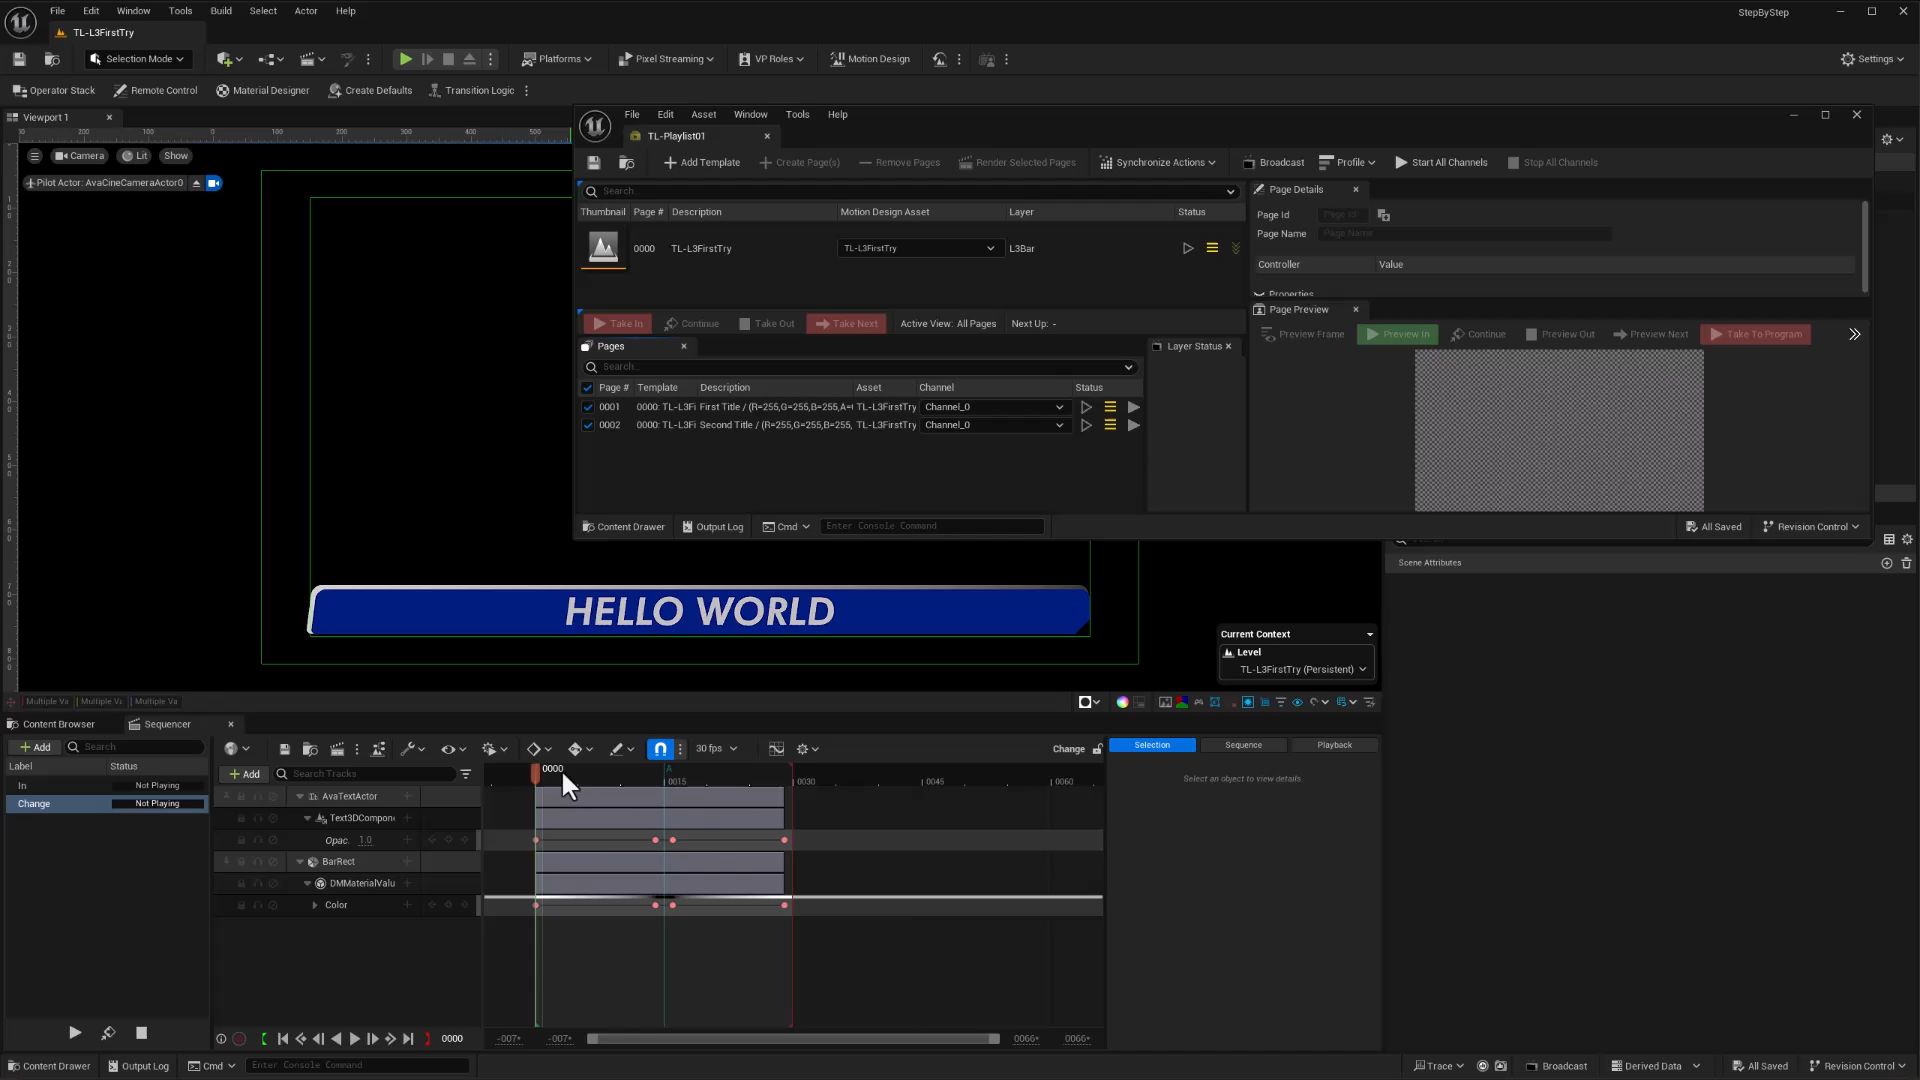 File Edit Window Tools Build Select Actor Help
StepByStep
TL-L3FirstTry
Selection Mode
Platforms
Pixel Streaming
VP Roles
Motion Design
Settings
Operator Stack
Remote Control
Material Designer
Create Defaults
Transition Logic
Viewport 1
Camera
Lit
Show
Pilot Actor: AvaCineCameraActor0
File Edit Asset Window Tools Help
TL-Playlist01
Add Template
Create Page(s)
Remove Pages
Render Selected Pages
Synchronize Actions
Broadcast
Profile
Start All Channels
Stop All Channels
Search...
Thumbnail Page # Description Motion Design Asset Layer Status
0000 TL-L3FirstTry TL-L3FirstTry L3Bar
Page Details
Page Id Page Id
Page Name Page Name
Controller Value
Properties
Take In
Continue
Take Out
Take Next
Active View: All Pages
Next Up: -
Pages
Search...
Page # Template Description Asset Channel Status
0001 0000: TL-L3Fi First Title / (R=255,G=255,B=255,A=( TL-L3FirstTry Channel_0
0002 0000: TL-L3Fi Second Title / (R=255,G=255,B=255, TL-L3FirstTry Channel_0
Layer Status
Page Preview
Preview Frame
Preview In
Continue
Preview Out
Preview Next
Take To Program
Content Drawer
Output Log
Cmd
Enter Console Command
All Saved
Revision Control
Scene Attributes
HELLO WORLD
Current Context
Level
TL-L3FirstTry (Persistent)
Multiple Va Multiple Va Multiple Va
Content Browser
Sequencer
Add
Search
Label Status
In Not Playing
Change Not Playing
30 fps
Change
Add
Search Tracks
0000
A
0015 0030 0045 0060
AvaTextActor
Text3DCompon
Opac. 1.0
BarRect
DMMaterialValu
Color
Selection Sequence Playback
Select an object to view details
0000
-007+ -007+
0066+ 0066+
Content Drawer
Output Log
Cmd
Enter Console Command
Trace
Broadcast
Derived Data
All Saved
Revision Control